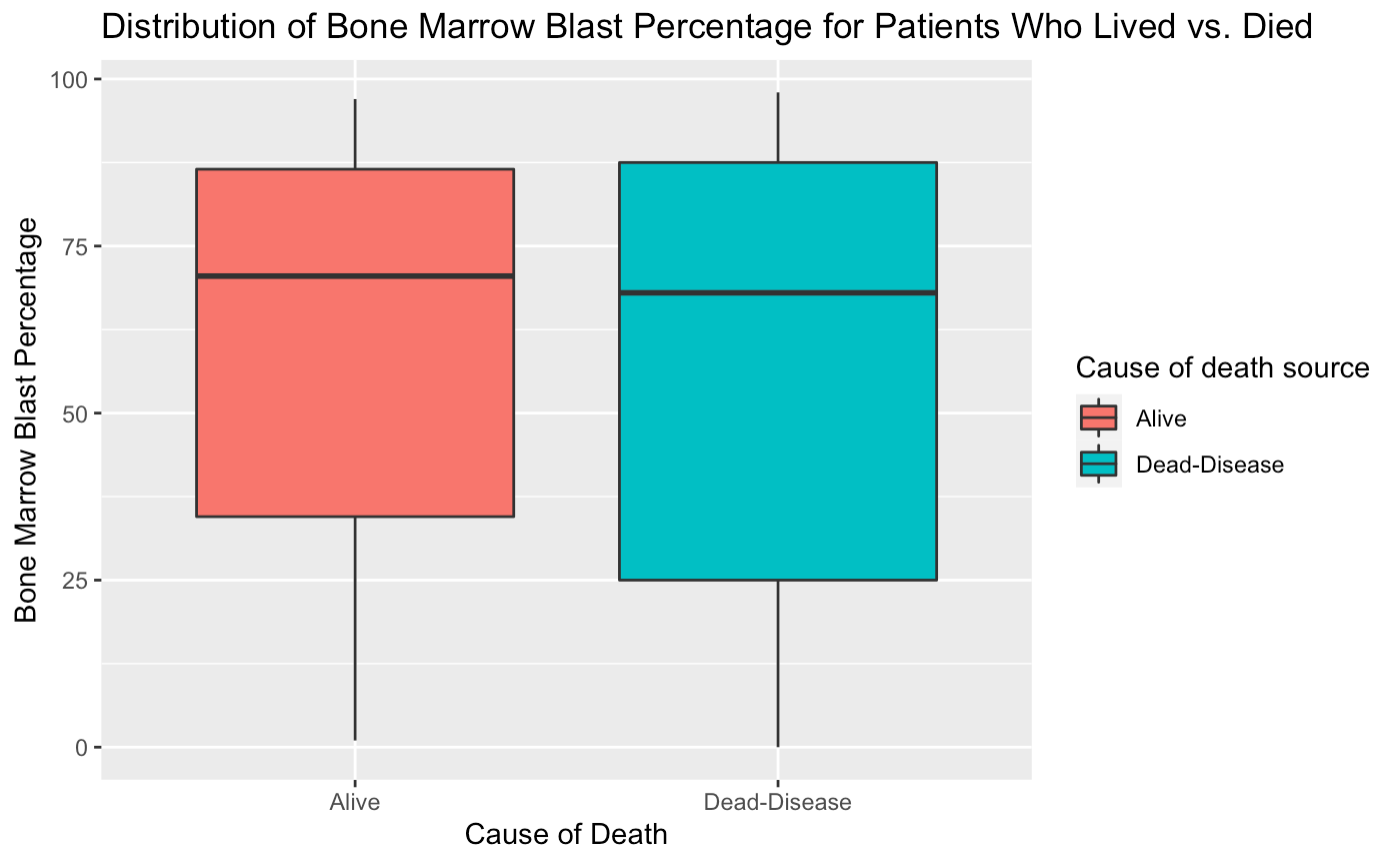 Distribution of Bone Marrow Blast Percentage for Patients Who Lived vs. Died
Bone Marrow Blast Percentage
100
75
50
25
0
Alive
Dead-Disease
Cause of Death
Cause of death source
Alive
Dead-Disease